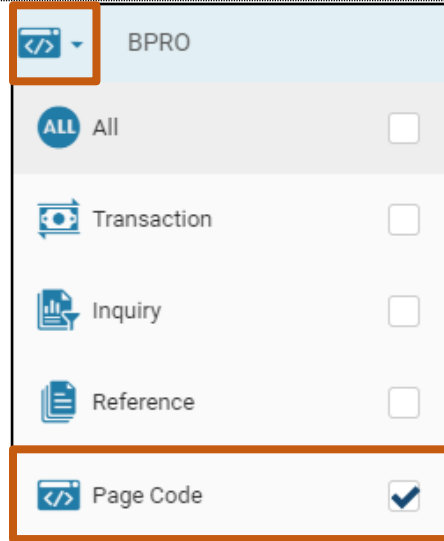 BPRO
ALL All
Transaction
Inquiry
Reference
Page Code